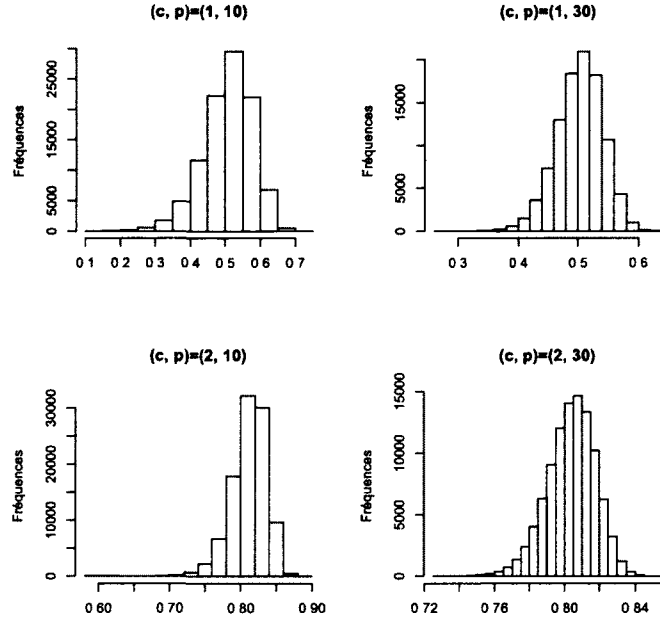 (c, p)=(1, 10)
Fréquences
25000
15000
5000
0
0 1 0 2 0 3 0 4 0 5 0 6 0 7
(c, p)=(1, 30)
Fréquences
15000
5000
0
0 3 0 4 0 5 0 6
(c, p)=(2, 10)
Fréquences
30000
20000
10000
0
0 60 0 70 0 80 0 90
(c, p)=(2, 30)
Fréquences
15000
10000
5000
0
0 72 0 76 0 80 0 84